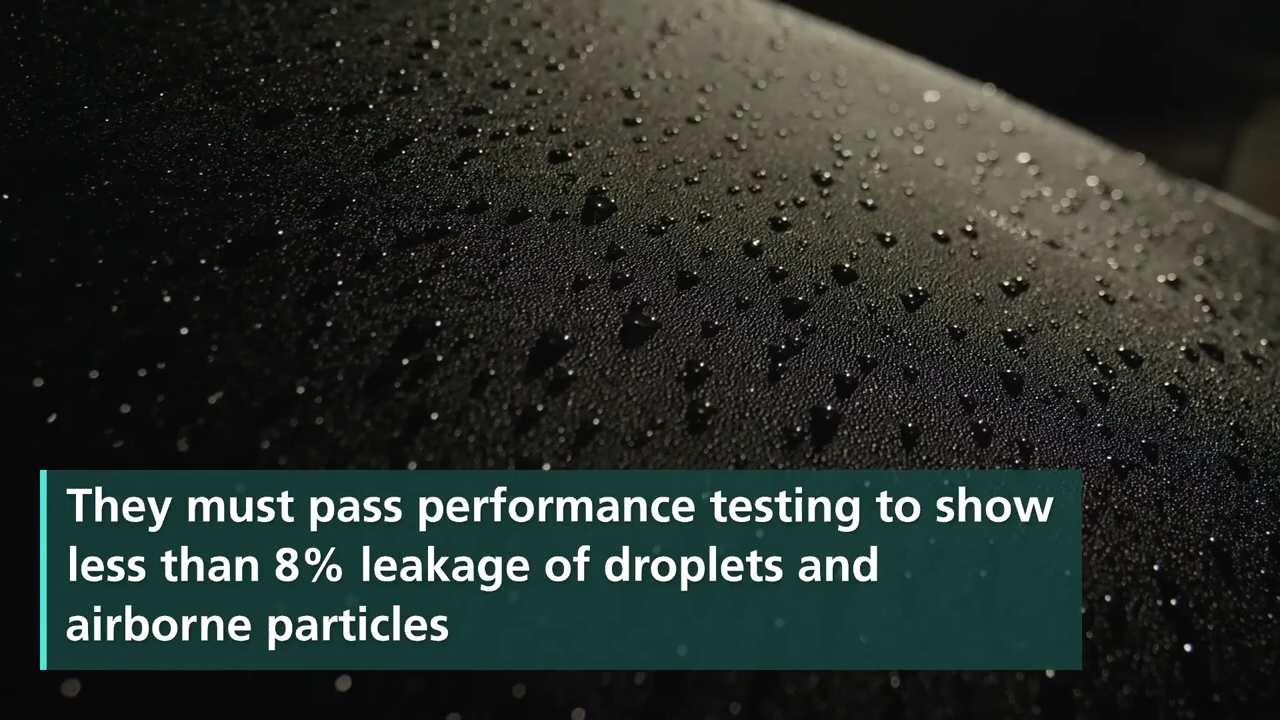 They must pass performance testing to show
less than 8% leakage of droplets and
airborne particles